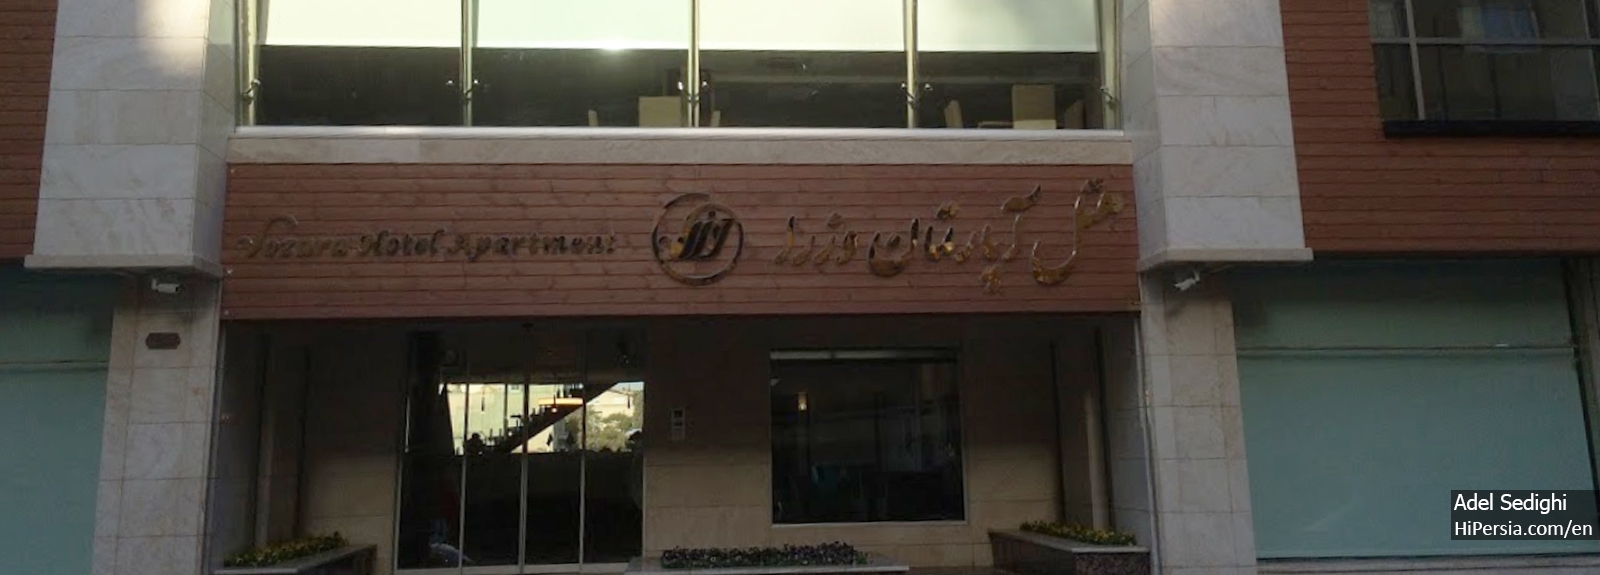 Vozara Hotel Apartment
هتل آپارتمان وزرا
Adel Sedighi
HiPersia.com/en